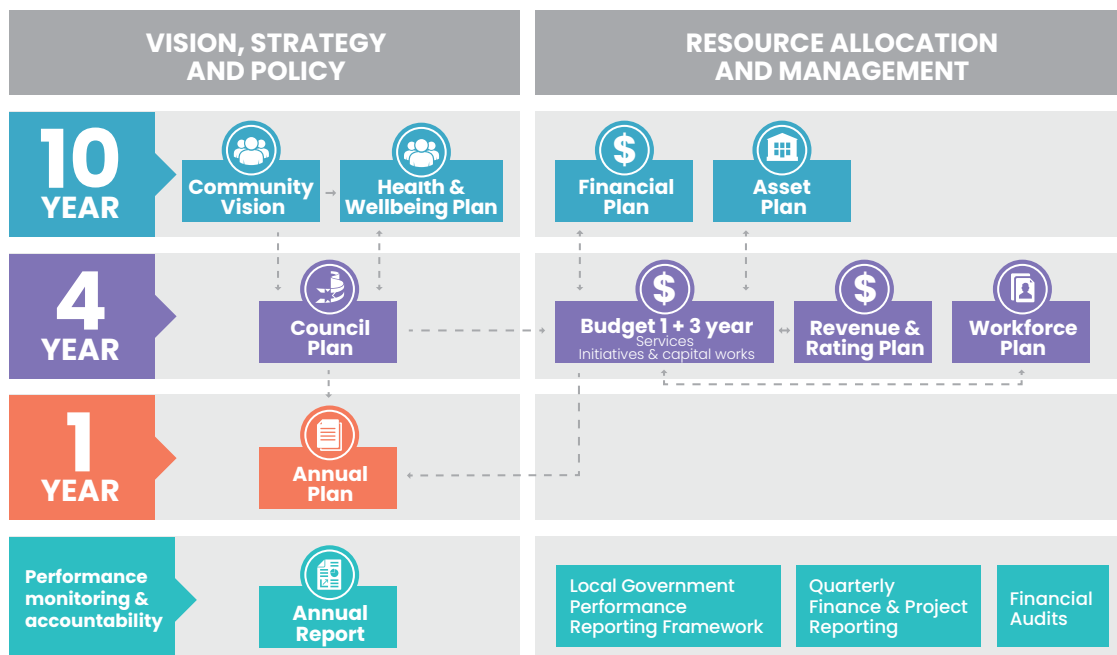 VISION, STRATEGY
AND POLICY
RESOURCE ALLOCATION
AND MANAGEMENT
10
YEAR
Community
Vision
Health &
Wellbeing Plan
$
Financial
Plan
Asset
Plan
4
YEAR
Council
Plan
$
Budget 1 + 3 year
Services
Initiatives & capital works
$
Revenue &
Rating Plan
Workforce
Plan
1
YEAR
Annual
Plan
Performance
monitoring &
accountability
Annual
Report
Local Government
Performance
Reporting Framework
Quarterly
Finance & Project
Reporting
Financial
Audits